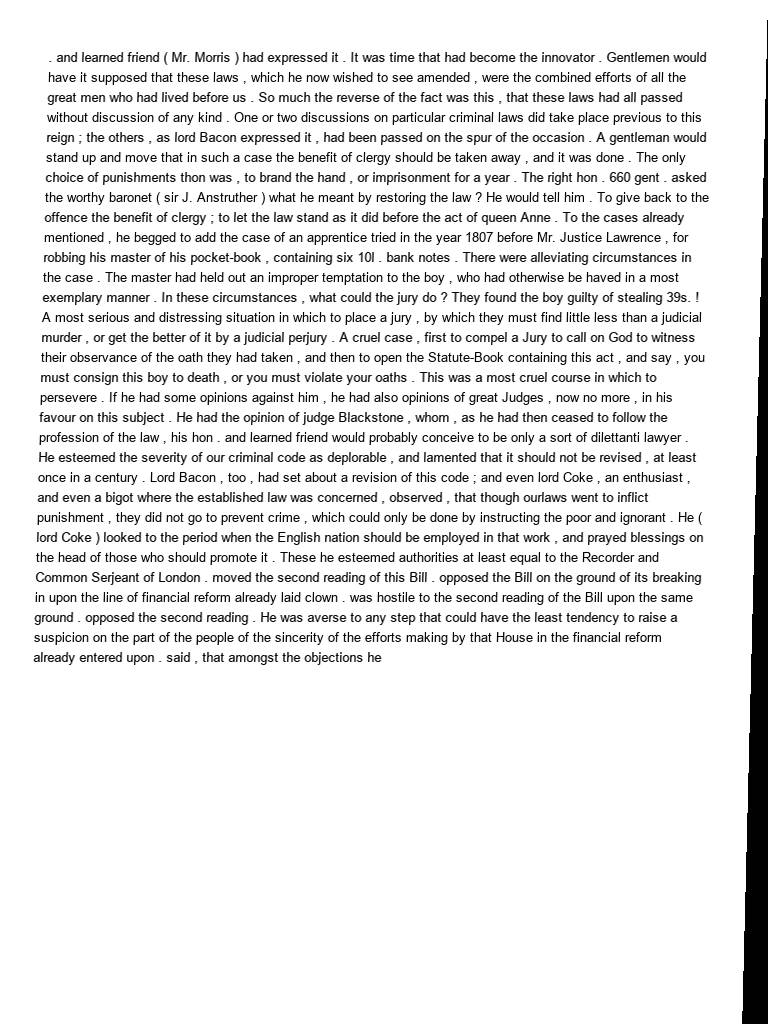 . and learned friend ( Mr. Morris ) had expressed it . It was time that had become the innovator . Gentlemen would
have it supposed that these laws , which he now wished to see amended , were the combined efforts of all the
great men who had lived before us . So much the reverse of the fact was this , that these laws had all passed
without discussion of any kind . One or two discussions on particular criminal laws did take place previous to this
reign ; the others , as lord Bacon expressed it , had been passed on the spur of the occasion . A gentleman would
stand up and move that in such a case the benefit of clergy should be taken away , and it was done . The only
choice of punishments thon was , to brand the hand , or imprisonment for a year . The right hon . 660 gent . asked
the worthy baronet ( sir J. Anstruther ) what he meant by restoring the law ? He would tell him . To give back to the
offence the benefit of clergy ; to let the law stand as it did before the act of queen Anne . To the cases already
mentioned , he begged to add the case of an apprentice tried in the year 1807 before Mr. Justice Lawrence , for
robbing his master of his pocket-book , containing six 10l . bank notes . There were alleviating circumstances in
the case . The master had held out an improper temptation to the boy , who had otherwise be haved in a most
exemplary manner . In these circumstances , what could the jury do ? They found the boy guilty of stealing 39s. !
A most serious and distressing situation in which to place a jury , by which they must find little less than a judicial
murder , or get the better of it by a judicial perjury . A cruel case , first to compel a Jury to call on God to witness
their observance of the oath they had taken , and then to open the Statute-Book containing this act , and say , you
must consign this boy to death , or you must violate your oaths . This was a most cruel course in which to
persevere . If he had some opinions against him , he had also opinions of great Judges , now no more , in his
favour on this subject . He had the opinion of judge Blackstone , whom , as he had then ceased to follow the
profession of the law , his hon . and learned friend would probably conceive to be only a sort of dilettanti lawyer .
He esteemed the severity of our criminal code as deplorable , and lamented that it should not be revised , at least
once in a century . Lord Bacon , too , had set about a revision of this code ; and even lord Coke , an enthusiast ,
and even a bigot where the established law was concerned , observed , that though ourlaws went to inflict
punishment , they did not go to prevent crime , which could only be done by instructing the poor and ignorant . He (
lord Coke ) looked to the period when the English nation should be employed in that work , and prayed blessings on
the head of those who should promote it . These he esteemed authorities at least equal to the Recorder and
Common Serjeant of London . moved the second reading of this Bill . opposed the Bill on the ground of its breaking
in upon the line of financial reform already laid clown . was hostile to the second reading of the Bill upon the same
ground . opposed the second reading . He was averse to any step that could have the least tendency to raise a
suspicion on the part of the people of the sincerity of the efforts making by that House in the financial reform
already entered upon . said , that amongst the objections he